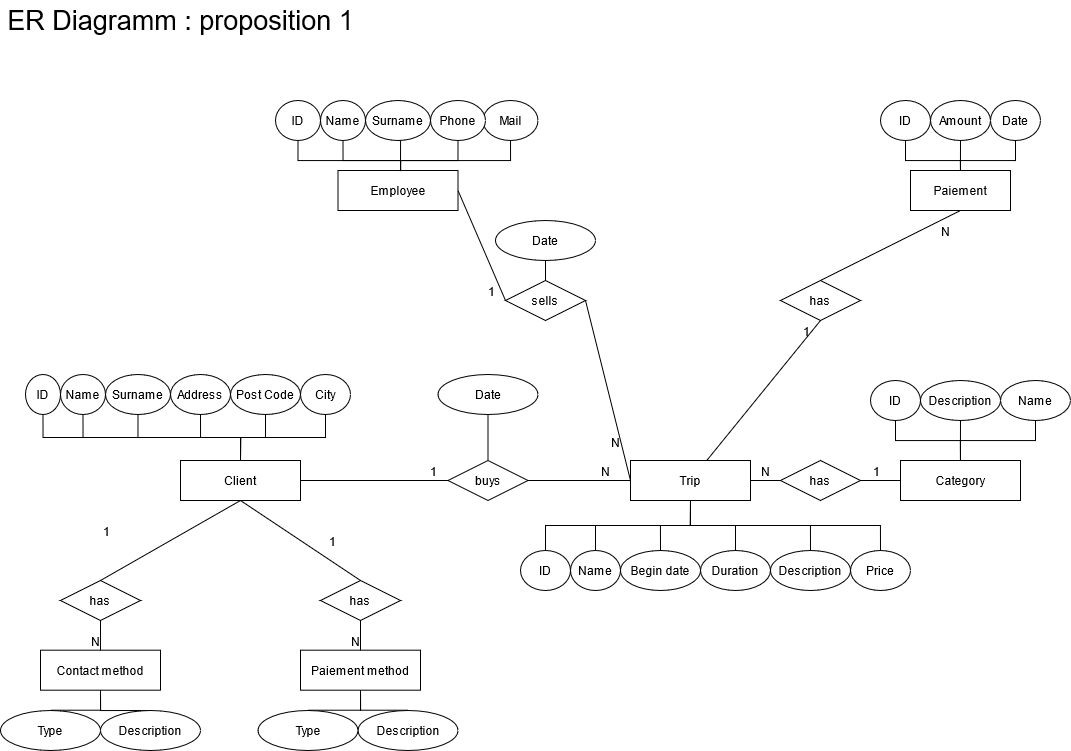 ER Diagramm : proposition 1
ID Name Surname Phone Mail
ID Amount Date
Employee
Paiement
N
Date
1 sells
has
1
ID Name Surname Address Post Code City
Date
ID Description Name
N
Client
1 buys N
Trip
N has 1
Category
1
1
ID Name Begin date Duration Description Price
has
has
N
N
Contact method
Paiement method
Type Description
Type Description